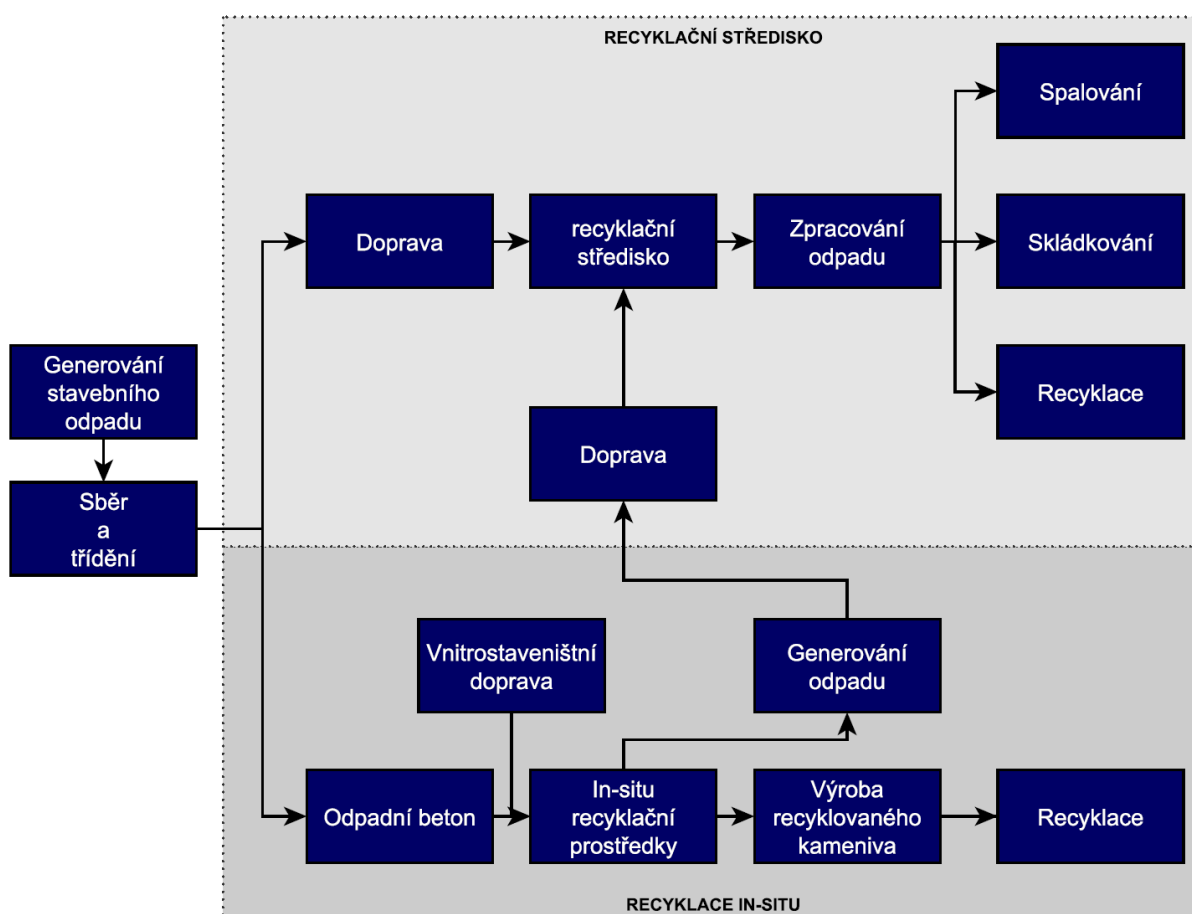 RECYKLAČNÍ STŘEDISKO
Spalování
Doprava
recyklační
středisko
Zpracování
odpadu
Skládkování
Generování
stavebního
odpadu
Recyklace
Doprava
Sběr
a
třídění
Vnitrostaveništní
doprava
Generování
odpadu
Odpadní beton
In-situ
recyklační
prostředky
Výroba
recyklovaného
kameniva
Recyklace
RECYKLACE IN-SITU